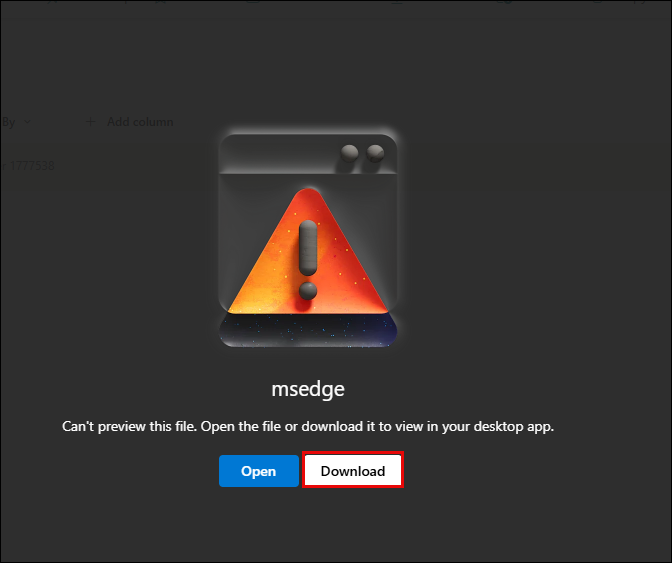 By
+ Add column
1777539
msedge
Can't preview this file. Open the file or download it to view in your desktop app.
Open
Download